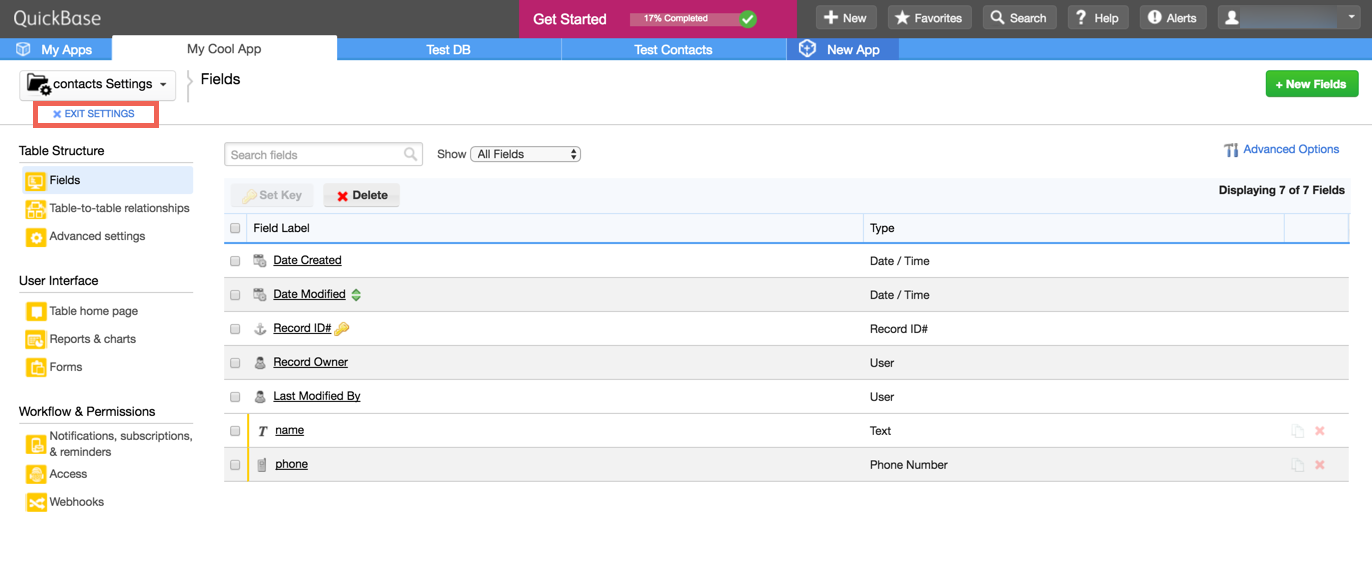 QuickBase
Get Started 17% Completed
New Favorites Search ? Help Alerts
My Apps My Cool App Test DB Test Contacts New App
contacts Settings Fields
+ New Fields
EXIT SETTINGS
Table Structure
Fields
Table-to-table relationships
Advanced settings
User Interface
Table home page
Reports & charts
Forms
Workflow & Permissions
Notifications, subscriptions,
& reminders
Access
Webhooks
Search fields Show All Fields Advanced Options
Set Key Delete Displaying 7 of 7 Fields
Field Label Type
Date Created Date / Time
Date Modified Date / Time
Record ID# Record ID#
Record Owner User
Last Modified By User
name Text
phone Phone Number